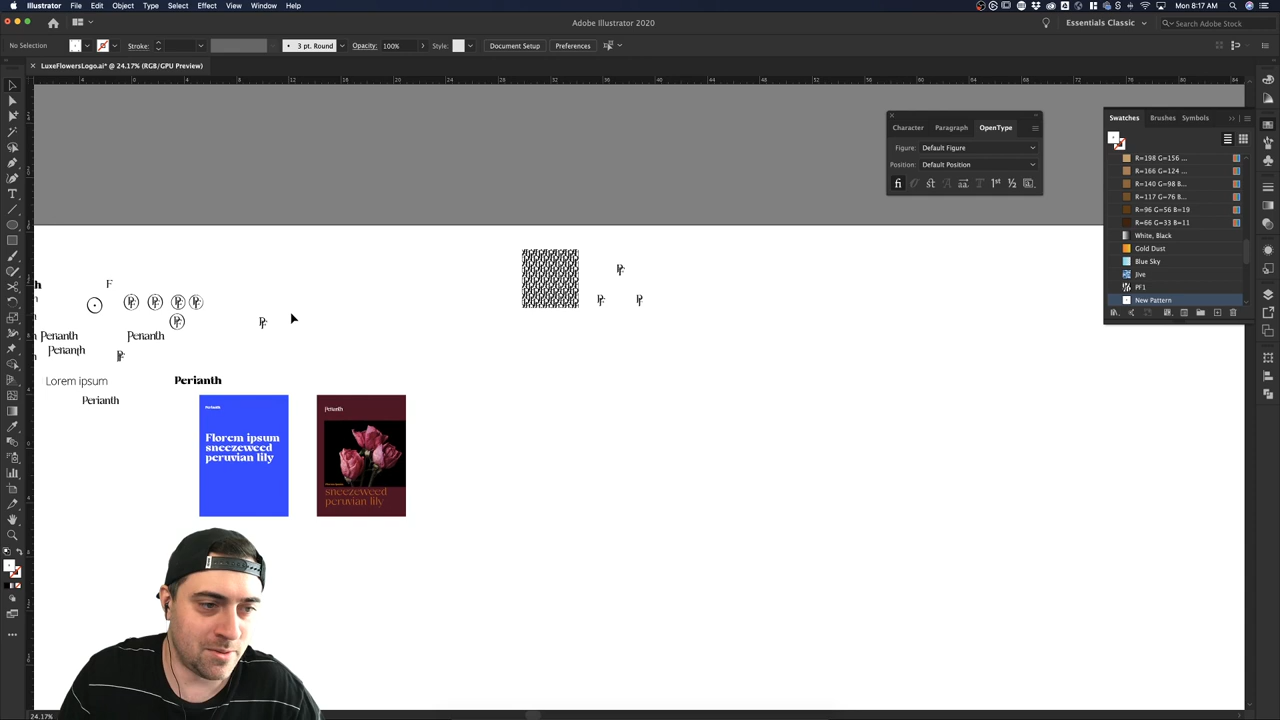 Illustrator File Edit Object Type Select Effect View Window Help
Mon 8:17 AM
Adobe Illustrator 2020
Essentials Classic
Search Adobe Stock
No Selection
Stroke:
3 pt. Round
Opacity: 100%
Style:
Document Setup
Preferences
LuxeFlowersLogo.ai* @ 24.17% (RGB/GPU Preview)
Character Paragraph OpenType
Figure: Default Figure
Position: Default Position
Swatches Brushes Symbols
R=198 G=156 ...
R=166 G=124 ...
R=140 G=98 B...
R=117 G=76 B...
R=96 G=56 B=19
R=66 G=33 B=11
White, Black
Gold Dust
Blue Sky
Jive
PF1
New Pattern
F
Perianth
Perianth
Perianth
Lorem ipsum
Perianth
Perianth
Perianth
Florem ipsum
sneezeweed
peruvian lily
Perianth
sneezeweed
peruvian lily
24.17%